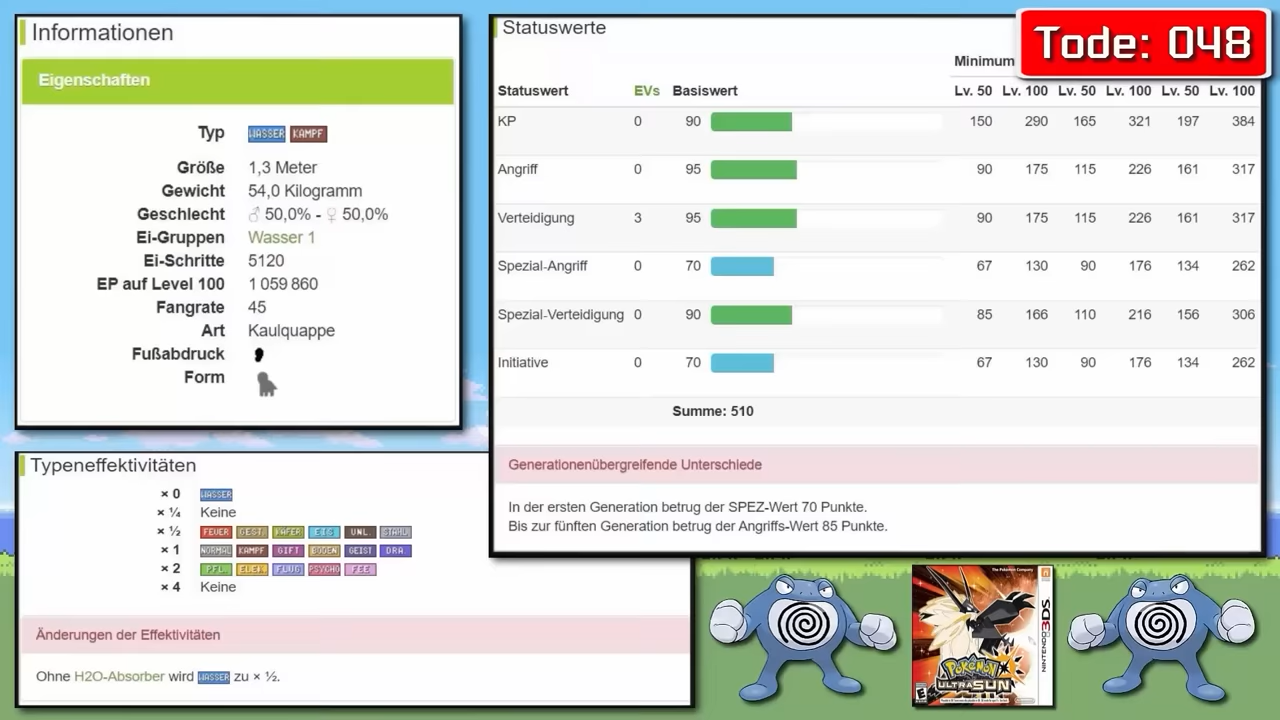 Informationen
Eigenschaften
Typ WASSER KAMPF
Größe 1,3 Meter
Gewicht 54,0 Kilogramm
Geschlecht ♂ 50,0% - ♀ 50,0%
Ei-Gruppen Wasser 1
Ei-Schritte 5120
EP auf Level 100 1 059 860
Fangrate 45
Art Kaulquappe
Fußabdruck
Form
Statuswerte
Tode: 048
Minimum
Statuswert EVs Basiswert Lv. 50 Lv. 100 Lv. 50 Lv. 100 Lv. 50 Lv. 100
KP 0 90 150 290 165 321 197 384
Angriff 0 95 90 175 115 226 161 317
Verteidigung 3 95 90 175 115 226 161 317
Spezial-Angriff 0 70 67 130 90 176 134 262
Spezial-Verteidigung 0 90 85 166 110 216 156 306
Initiative 0 70 67 130 90 176 134 262
Summe: 510
Generationenübergreifende Unterschiede
In der ersten Generation betrug der SPEZ-Wert 70 Punkte.
Bis zur fünften Generation betrug der Angriffs-Wert 85 Punkte.
Typeneffektivitäten
× 0 WASSER
× ¼ Keine
× ½ FEUER GEST. KÄFER EIS UNL. STAHL
× 1 NORMAL KAMPF GIFT BODEN GEIST DRA
× 2 PFL. ELEK. FLUG PSYCHO FEE
× 4 Keine
Änderungen der Effektivitäten
Ohne H2O-Absorber wird WASSER zu × ½.
The Pokémon Company
NINTENDO 3DS
Pokémon
ULTRA SUN
E